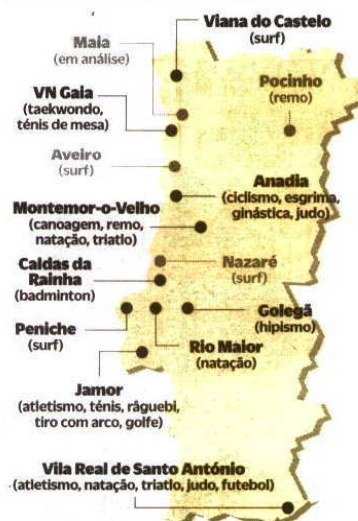 Viana do Castelo
(surf)
Maia
(em análise)
Pocinho
(remo)
VN Gaia
(taekwondo,
ténis de mesa)
Aveiro
(surf)
Anadia
(ciclismo, esgrima,
ginástica, judo)
Montemor-o-Velho
(canoagem, remo,
natação, triatlo)
Nazaré
(surf)
Caldas da
Rainha
(badminton)
Peniche
(surf)
Golegã
(hipismo)
Rio Maior
(natação)
Jamor
(atletismo, ténis, râguebi,
tiro com arco, golfe)
Vila Real de Santo António
(atletismo, natação, triatlo, judo, futebol)